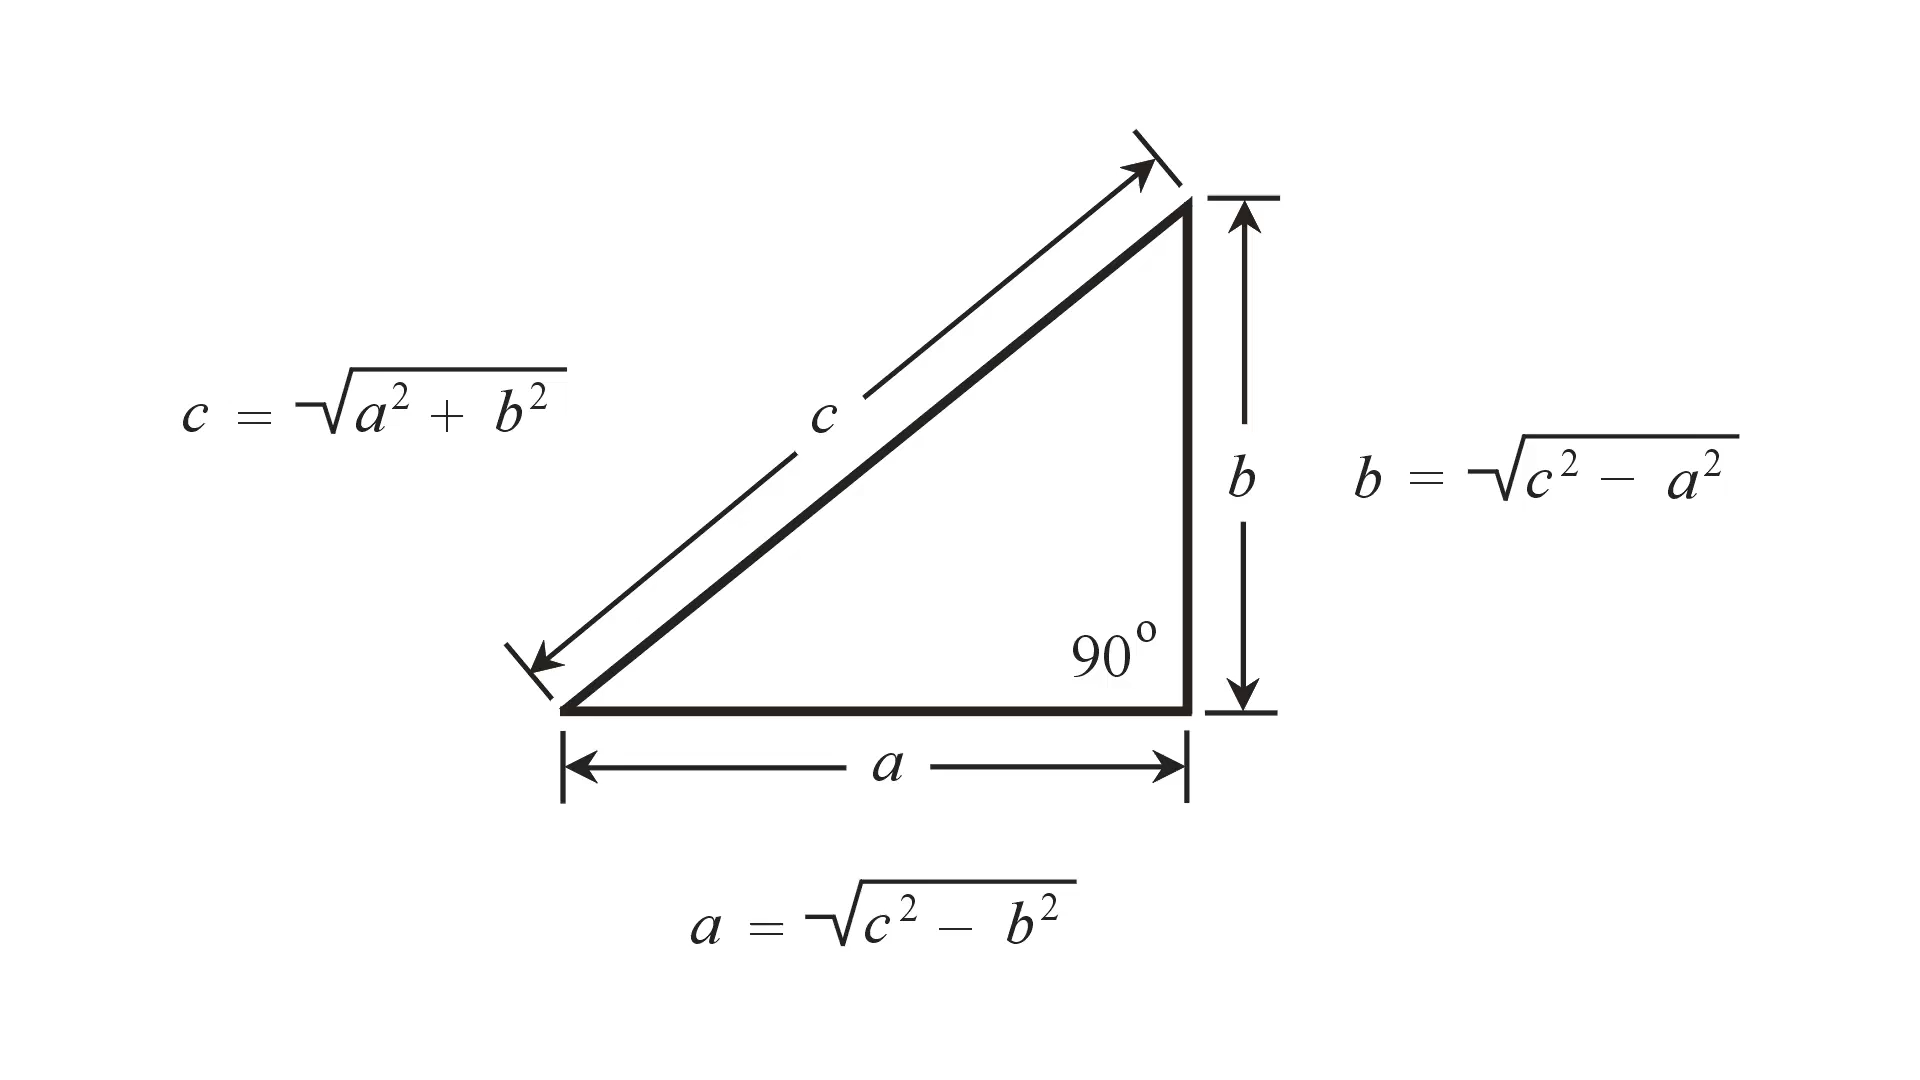 c = √a² + b²
c
b
b = √c² − a²
90°
a
a = √c² − b²